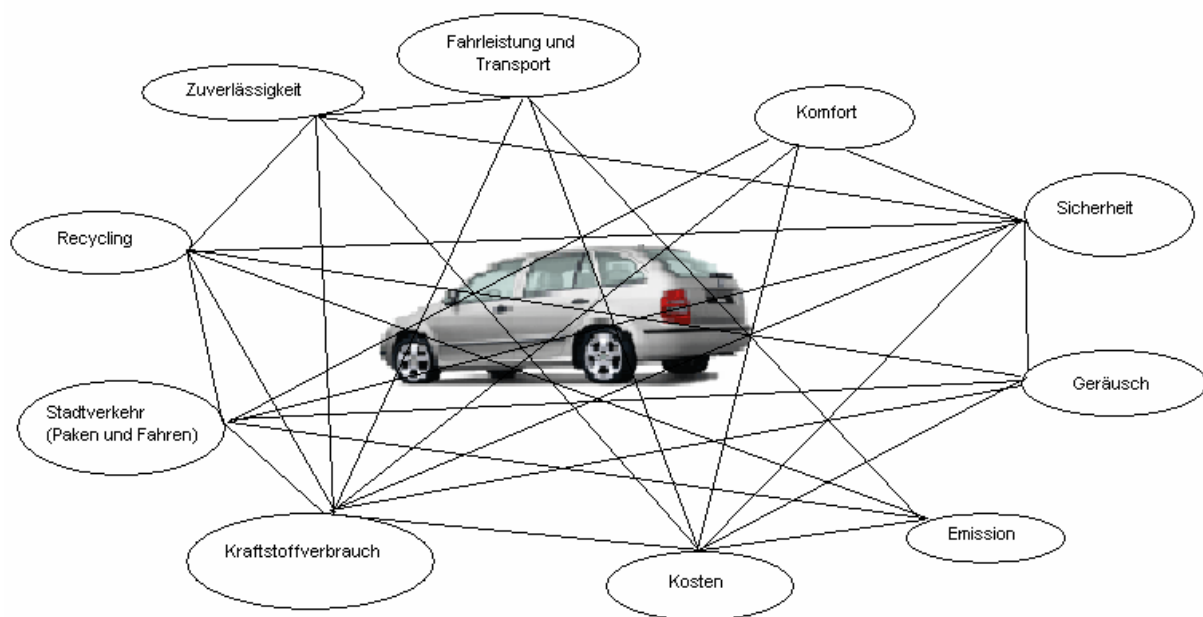 Fahrleistung und
Transport
Zuverlässigkeit
Komfort
Sicherheit
Recycling
Geräusch
Stadtverkehr
(Paken und Fahren)
Emission
Kraftstoffverbrauch
Kosten